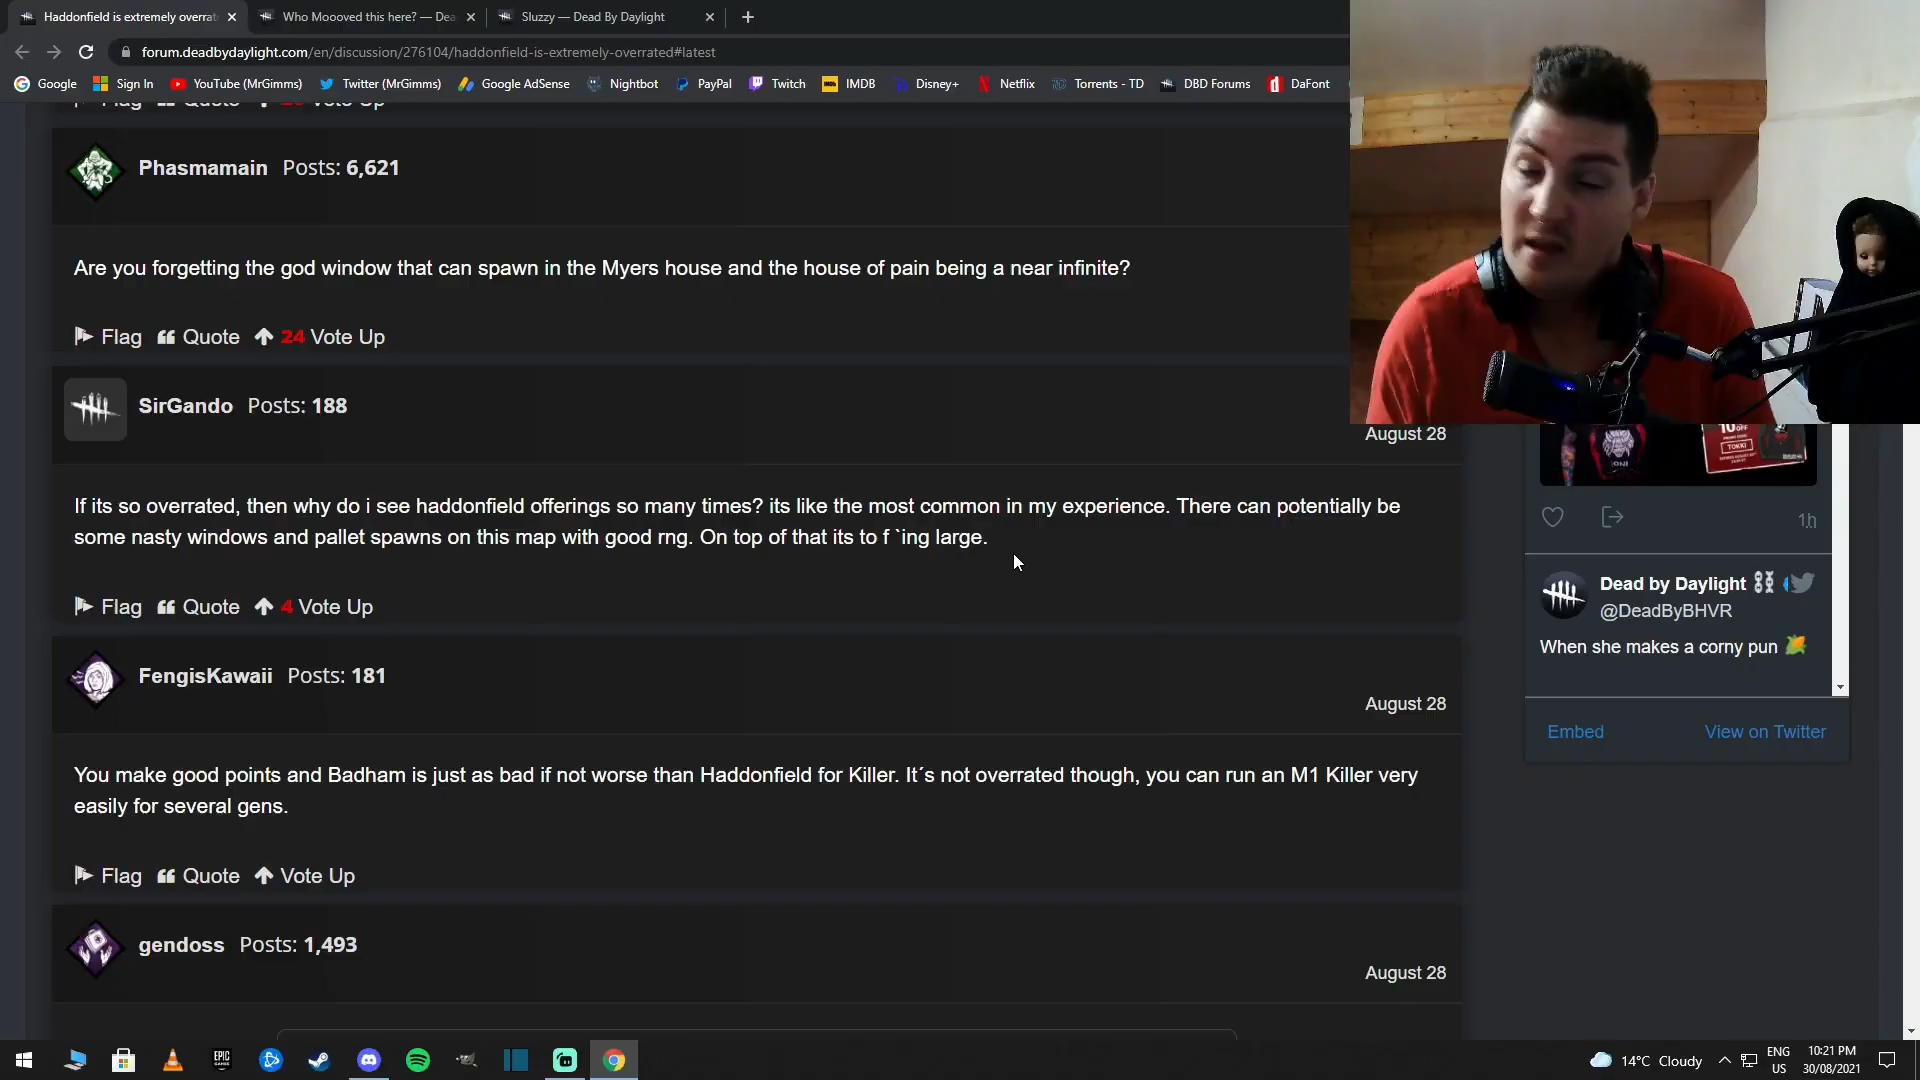 Haddonfield is extremely overrat
Who Moooved this here? — Dea
Sluzzy — Dead By Daylight
forum.deadbydaylight.com/en/discussion/276104/haddonfield-is-extremely-overrated#latest
Google Sign In YouTube (MrGimms) Twitter (MrGimms) Google AdSense Nightbot PayPal Twitch IMDB Disney+ Netflix Torrents - TD DBD Forums DaFont
Flag Quote Vote Up
Phasmamain Posts: 6,621
Are you forgetting the god window that can spawn in the Myers house and the house of pain being a near infinite?
Flag Quote 24 Vote Up
SirGando Posts: 188
August 28
If its so overrated, then why do i see haddonfield offerings so many times? its like the most common in my experience. There can potentially be
some nasty windows and pallet spawns on this map with good rng. On top of that its to f `ing large.
Flag Quote 4 Vote Up
FengisKawaii Posts: 181
August 28
You make good points and Badham is just as bad if not worse than Haddonfield for Killer. It´s not overrated though, you can run an M1 Killer very
easily for several gens.
Flag Quote Vote Up
gendoss Posts: 1,493
August 28
ONI
10% OFF
TOKKI
1h
Dead by Daylight
@DeadByBHVR
When she makes a corny pun 🌽
Embed View on Twitter
EPIC
GAMES
14°C Cloudy
ENG
US
10:21 PM
30/08/2021